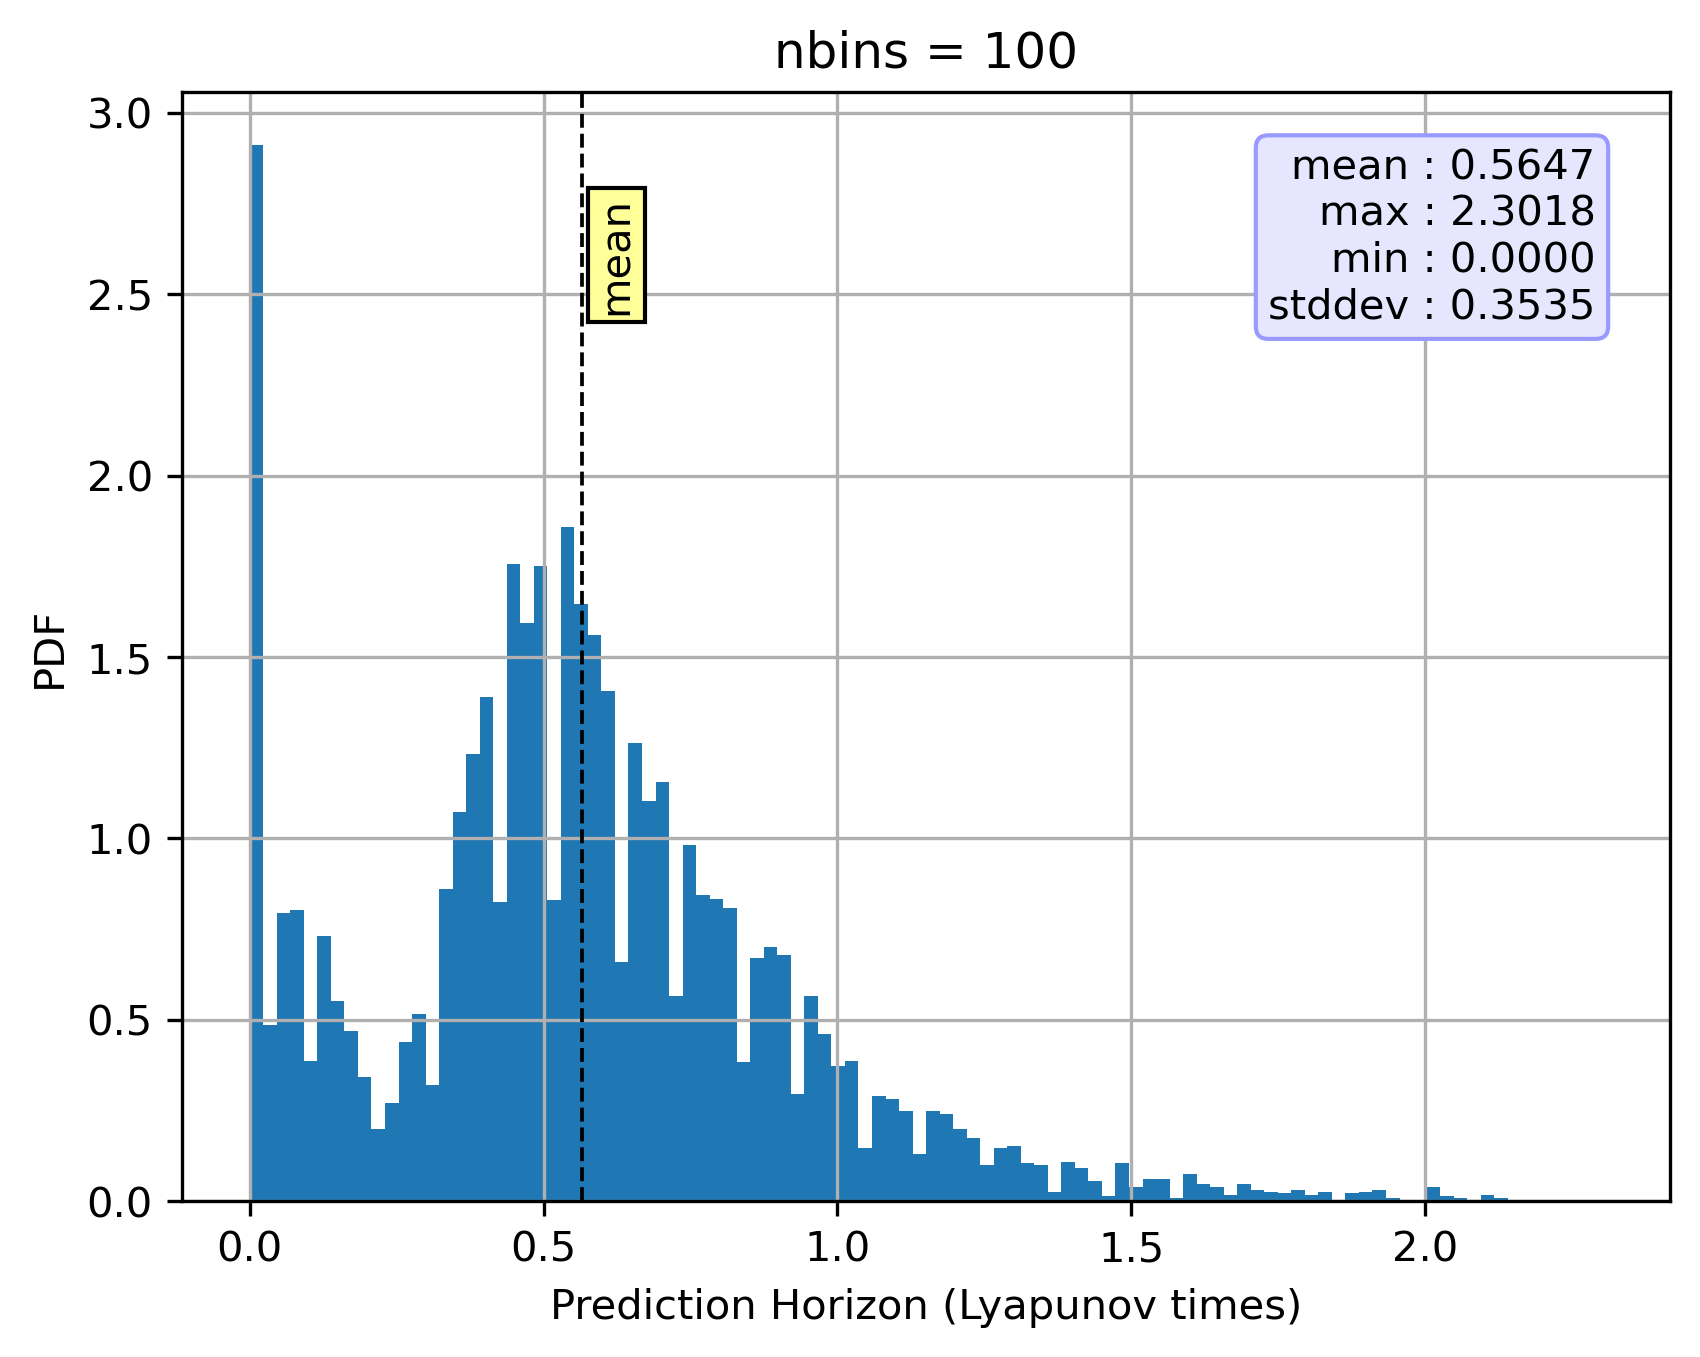 nbins = 100
3.0
2.5
2.0
1.5
1.0
0.5
0.0
PDF
mean
mean : 0.5647
max : 2.3018
min : 0.0000
stddev : 0.3535
0.0 0.5 1.0 1.5 2.0
Prediction Horizon (Lyapunov times)